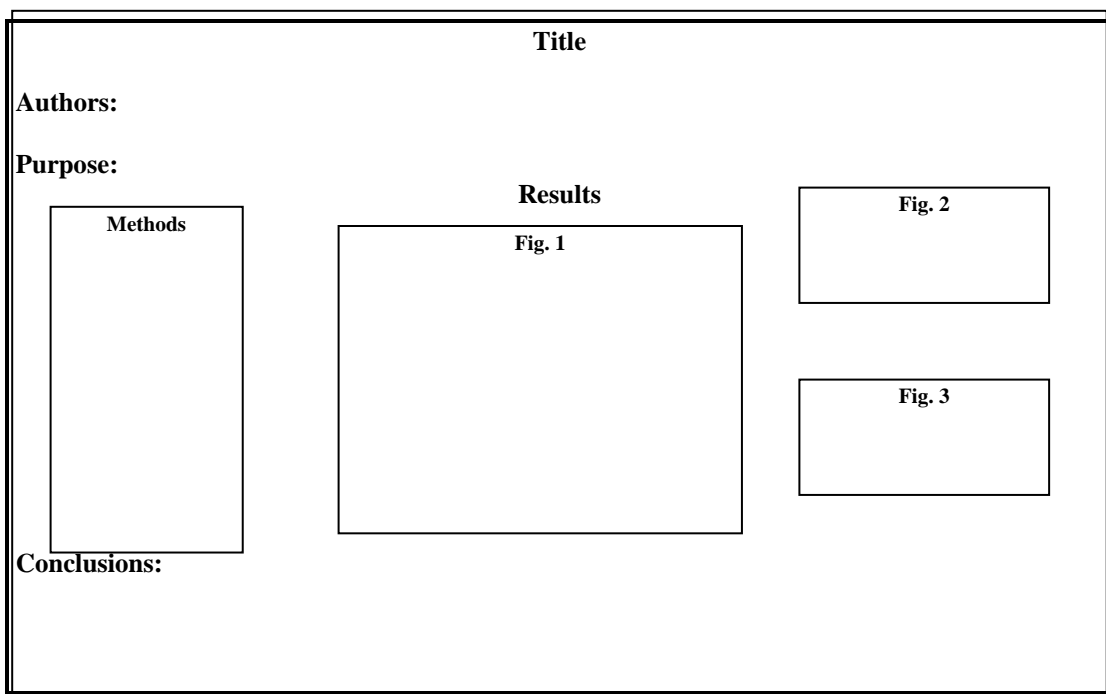 Title
Authors:
Purpose:
Results
Methods
Fig. 1
Fig. 2
Fig. 3
Conclusions: